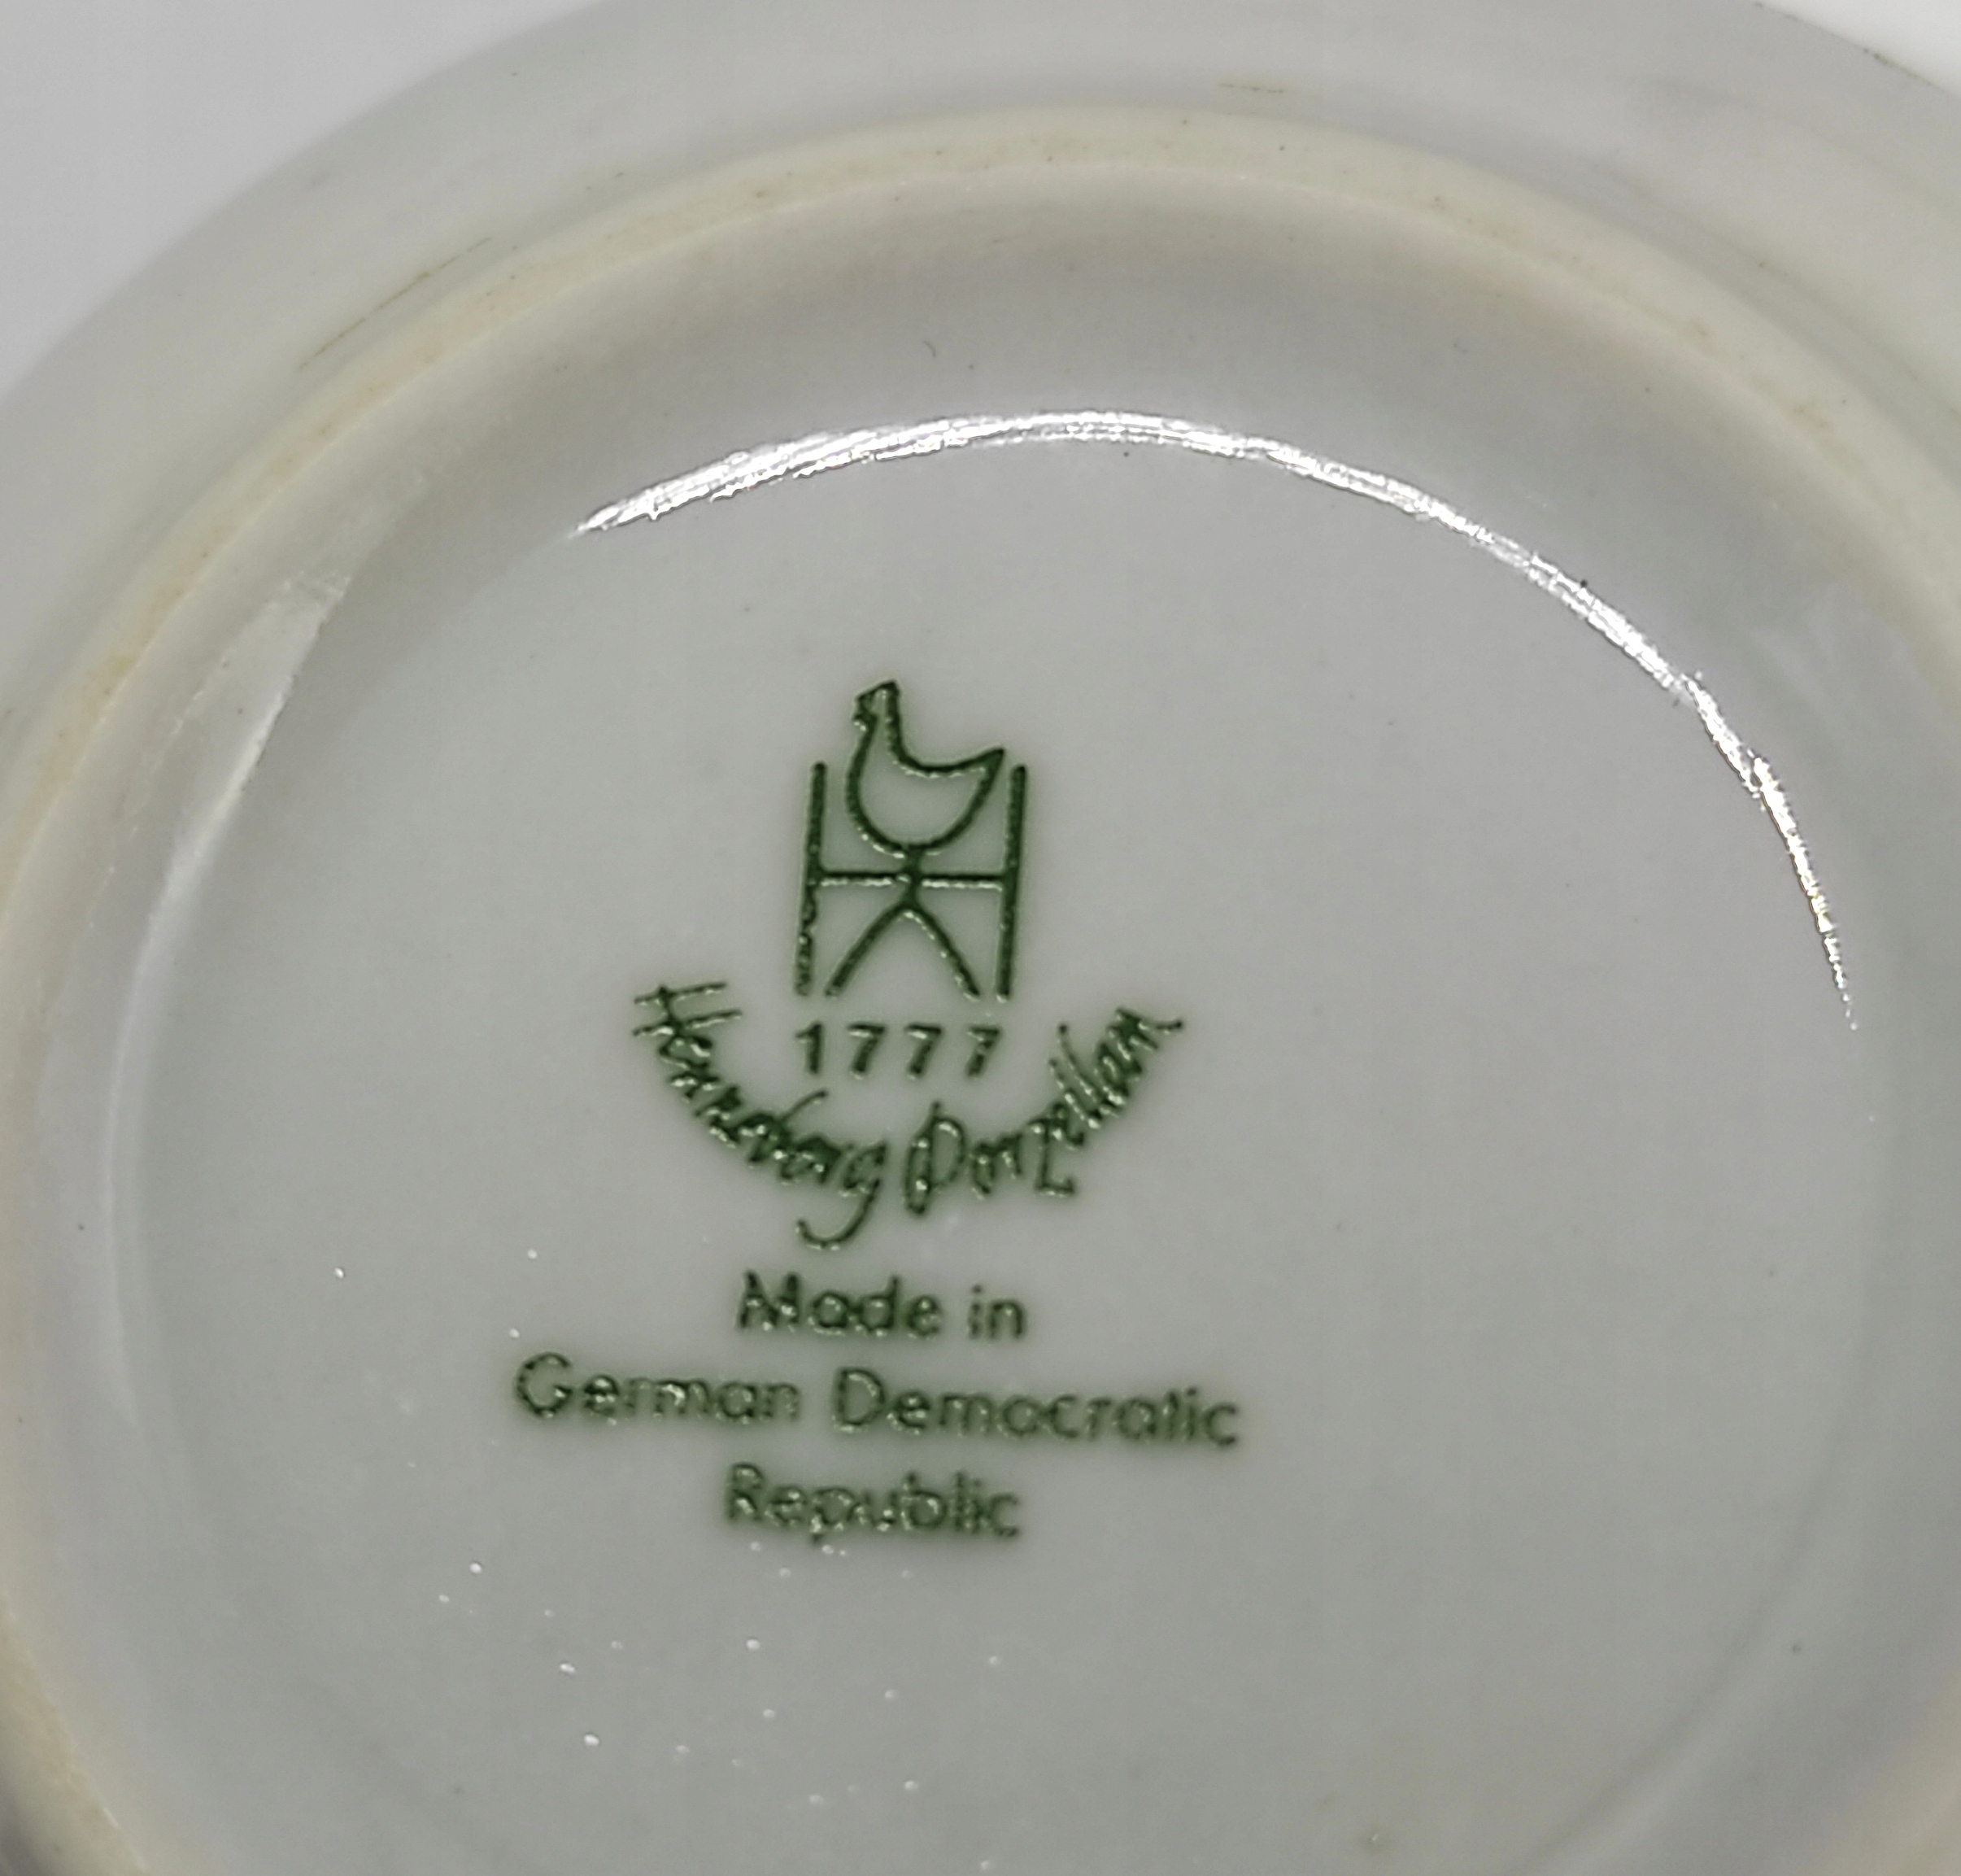 1777
Henneberg Porzellan
Made in
German Democratic
Republic